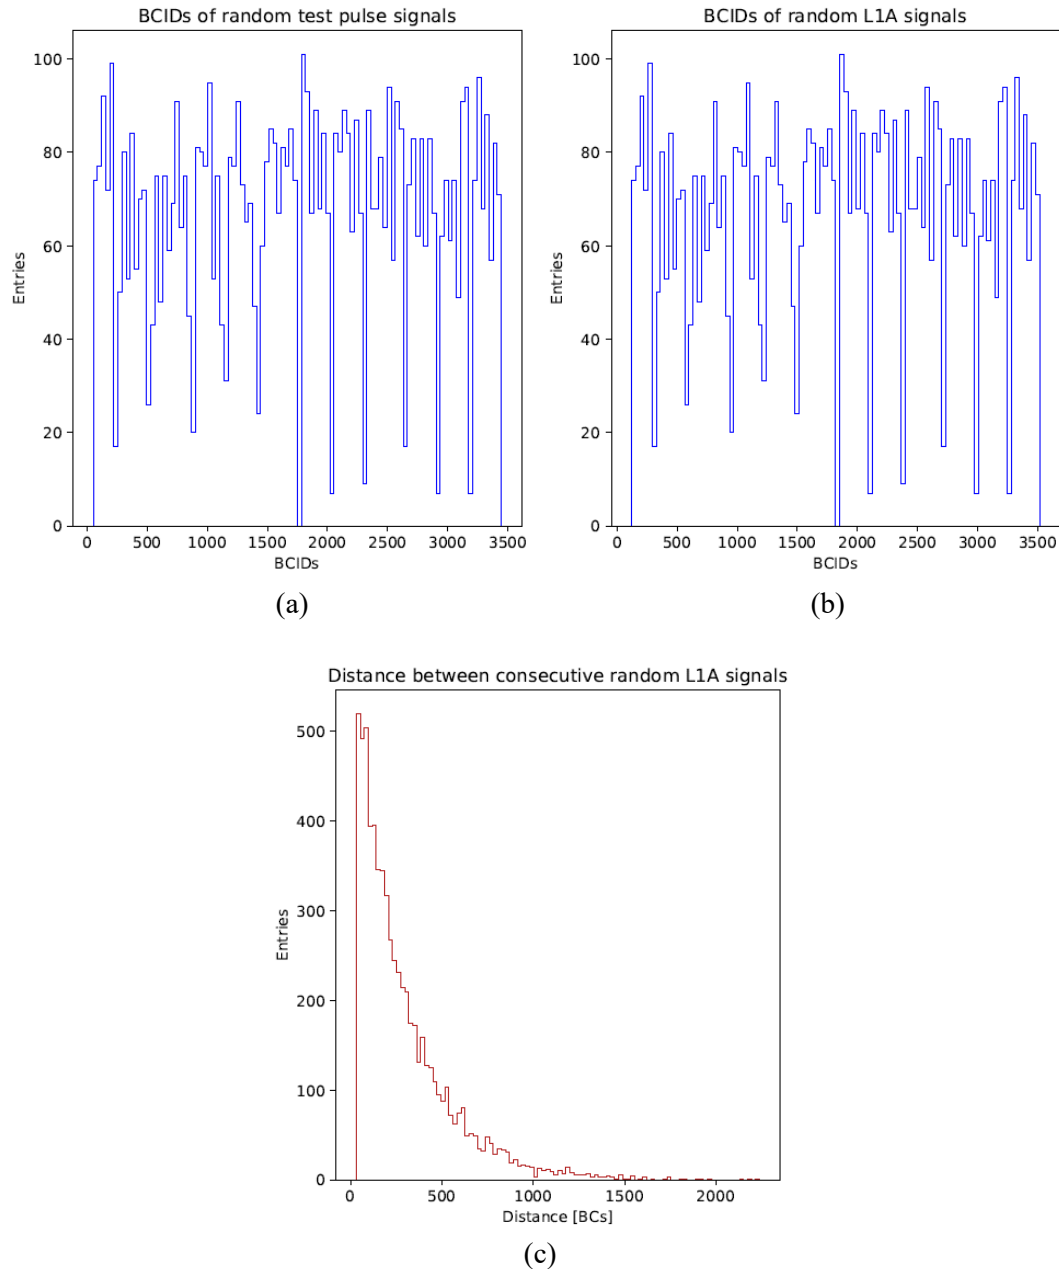 BCIDs of random test pulse signals
100
80
60
40
20
0
Entries
0 500 1000 1500 2000 2500 3000 3500
BCIDs
(a)
BCIDs of random L1A signals
100
80
60
40
20
0
Entries
0 500 1000 1500 2000 2500 3000 3500
BCIDs
(b)
Distance between consecutive random L1A signals
500
400
300
200
100
0
Entries
0 500 1000 1500 2000
Distance [BCs]
(c)